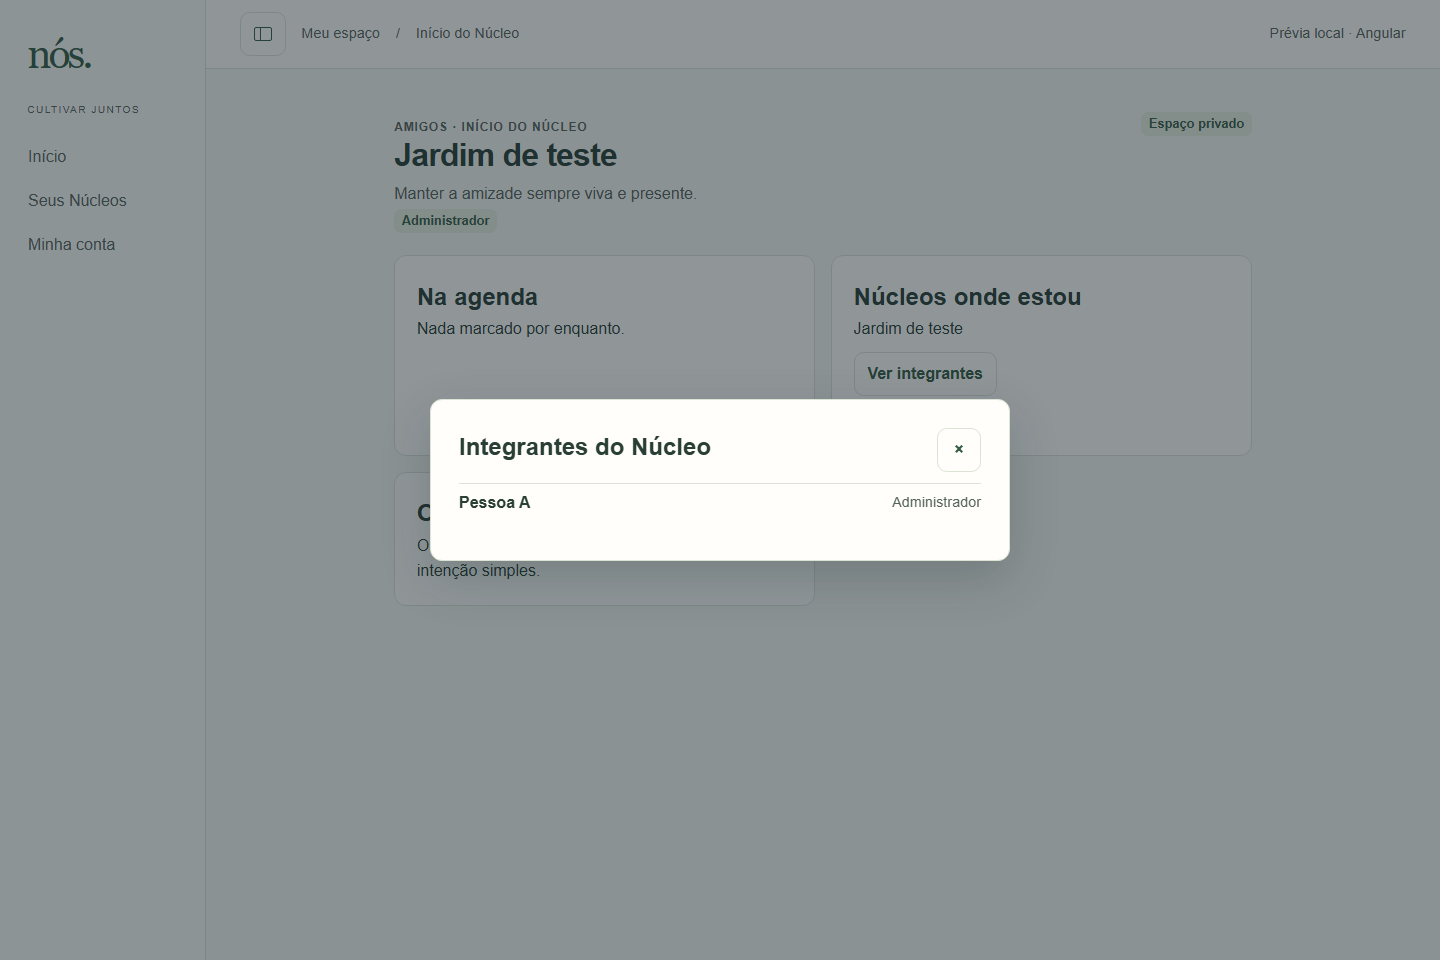 nós.
CULTIVAR JUNTOS
Início
Seus Núcleos
Minha conta
Meu espaço / Início do Núcleo
Prévia local · Angular
AMIGOS · INÍCIO DO NÚCLEO
Espaço privado
Jardim de teste
Manter a amizade sempre viva e presente.
Administrador
Na agenda
Nada marcado por enquanto.
Núcleos onde estou
Jardim de teste
Ver integrantes
Integrantes do Núcleo
×
Pessoa A
Administrador
O
intenção simples.